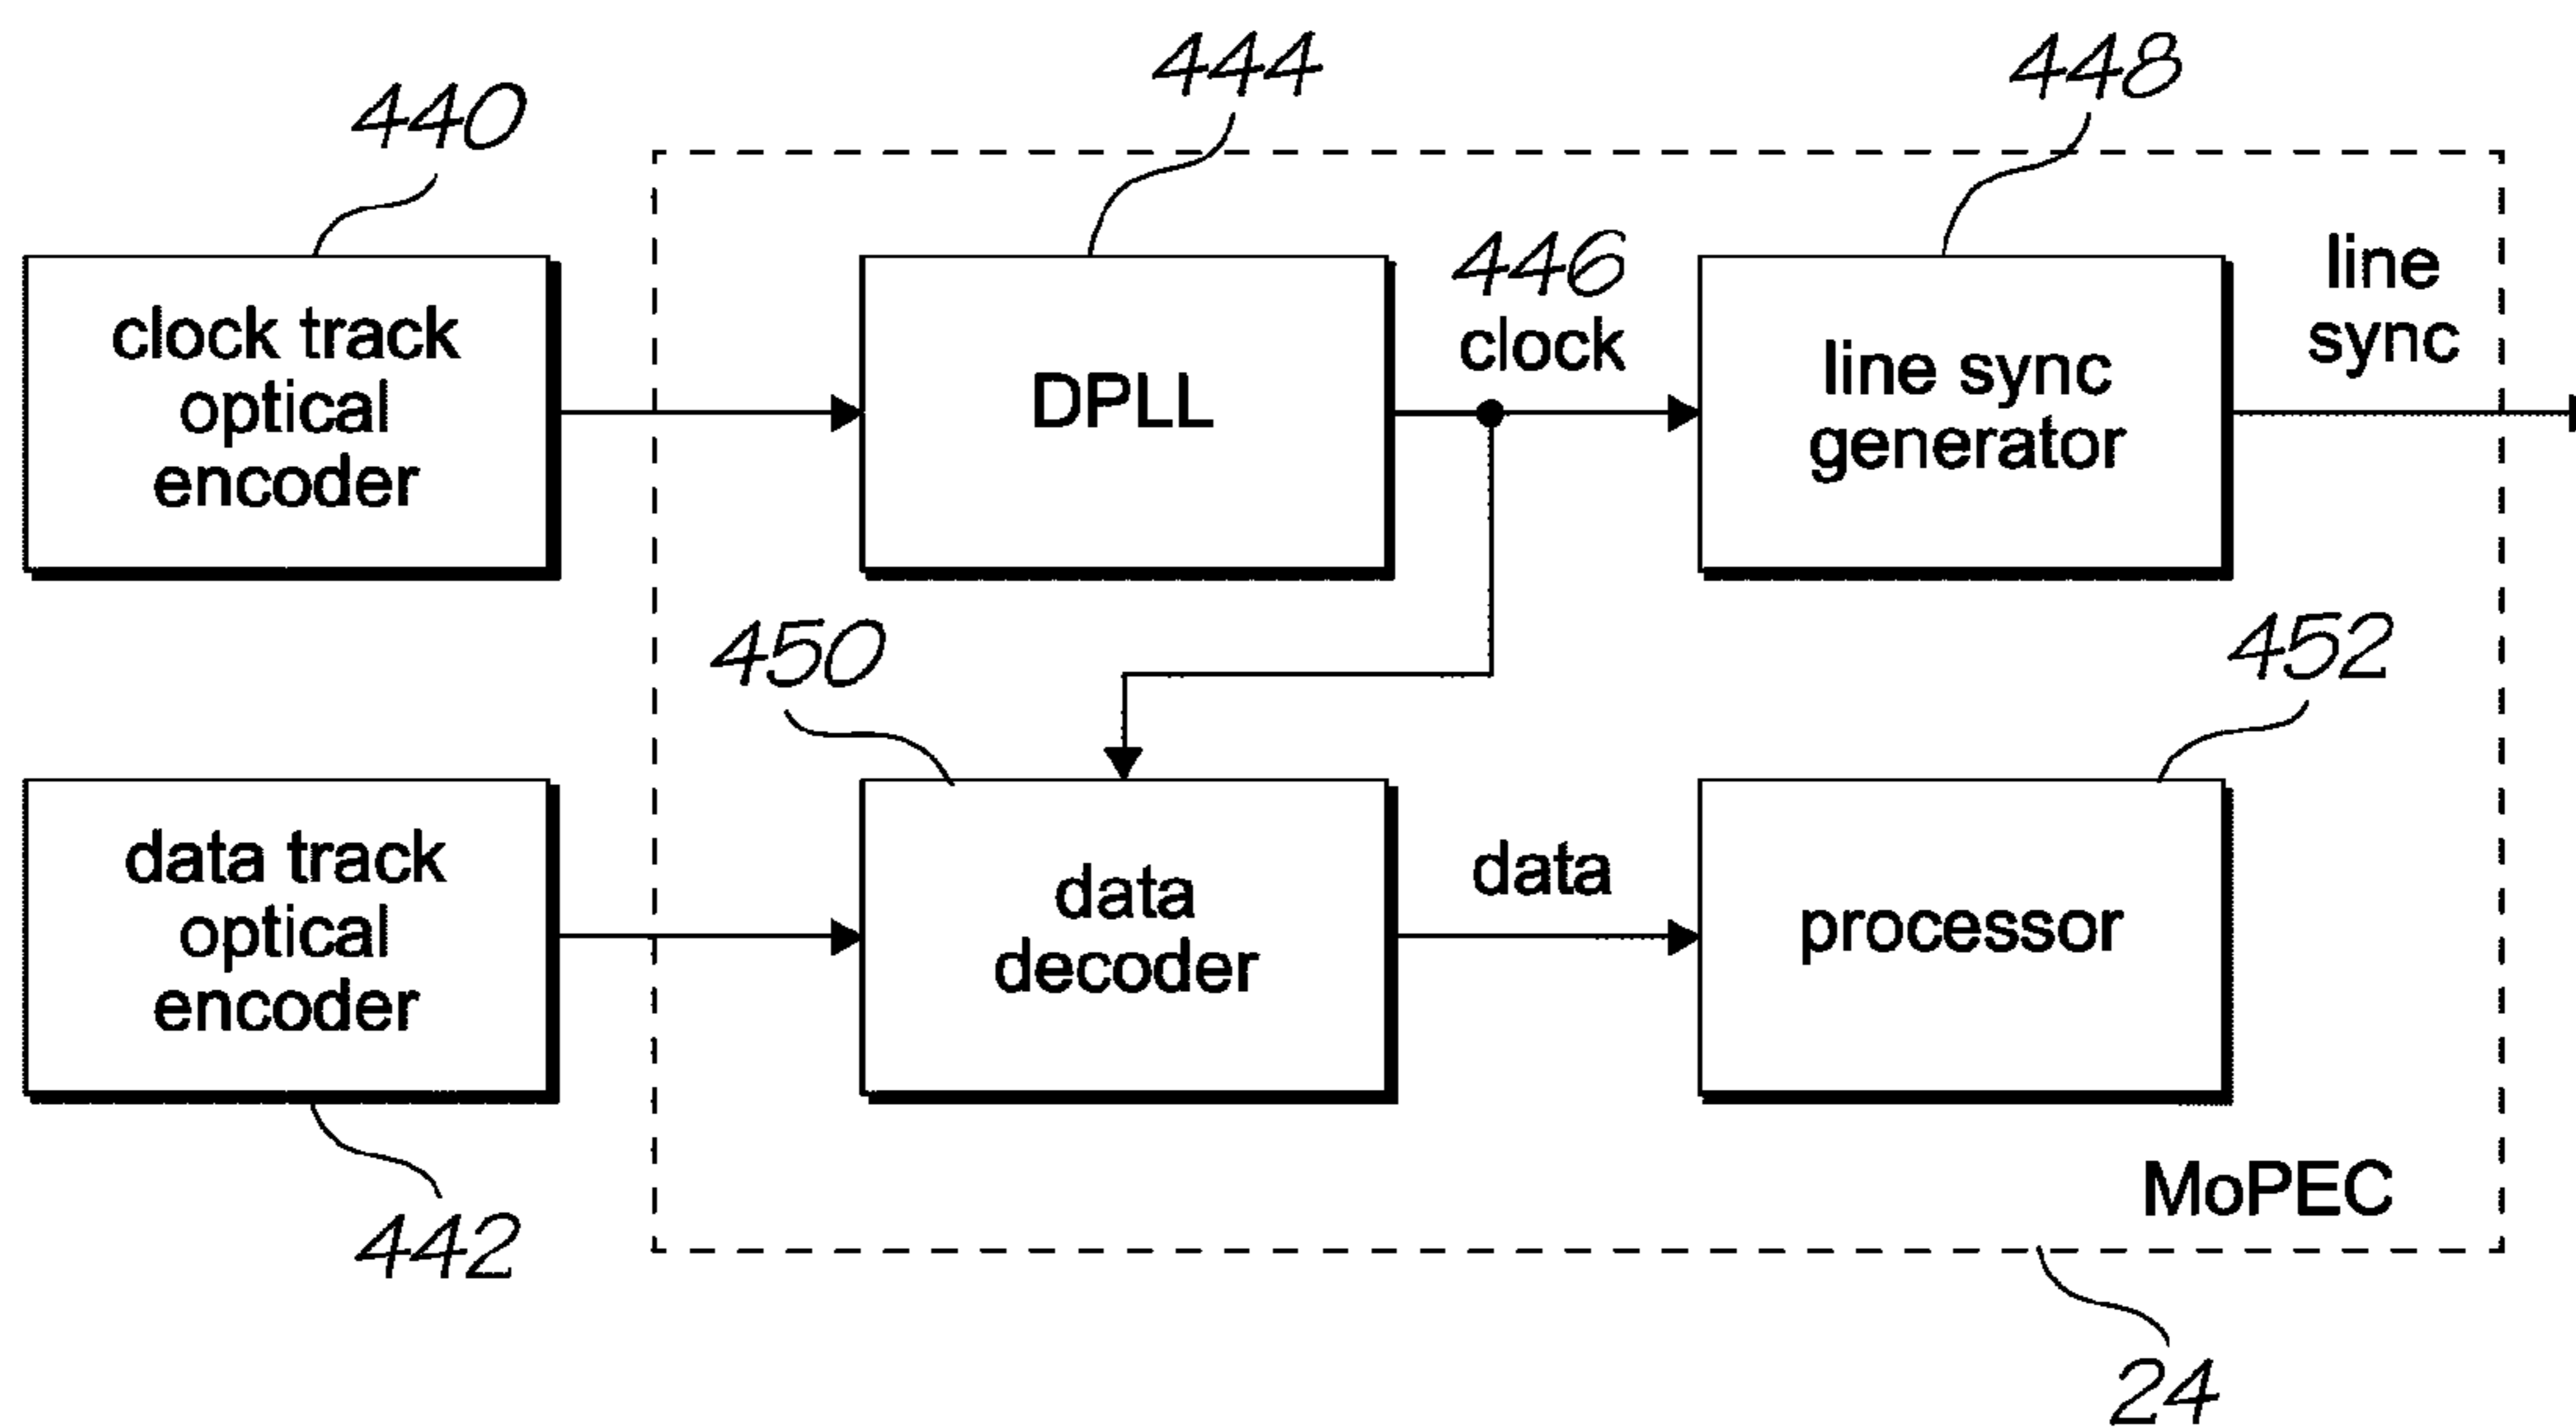 440
444
448
clock track
optical
encoder
DPLL
446
clock
line sync
generator
line
sync
450
452
data track
optical
encoder
data
decoder
data
processor
MoPEC
442
24